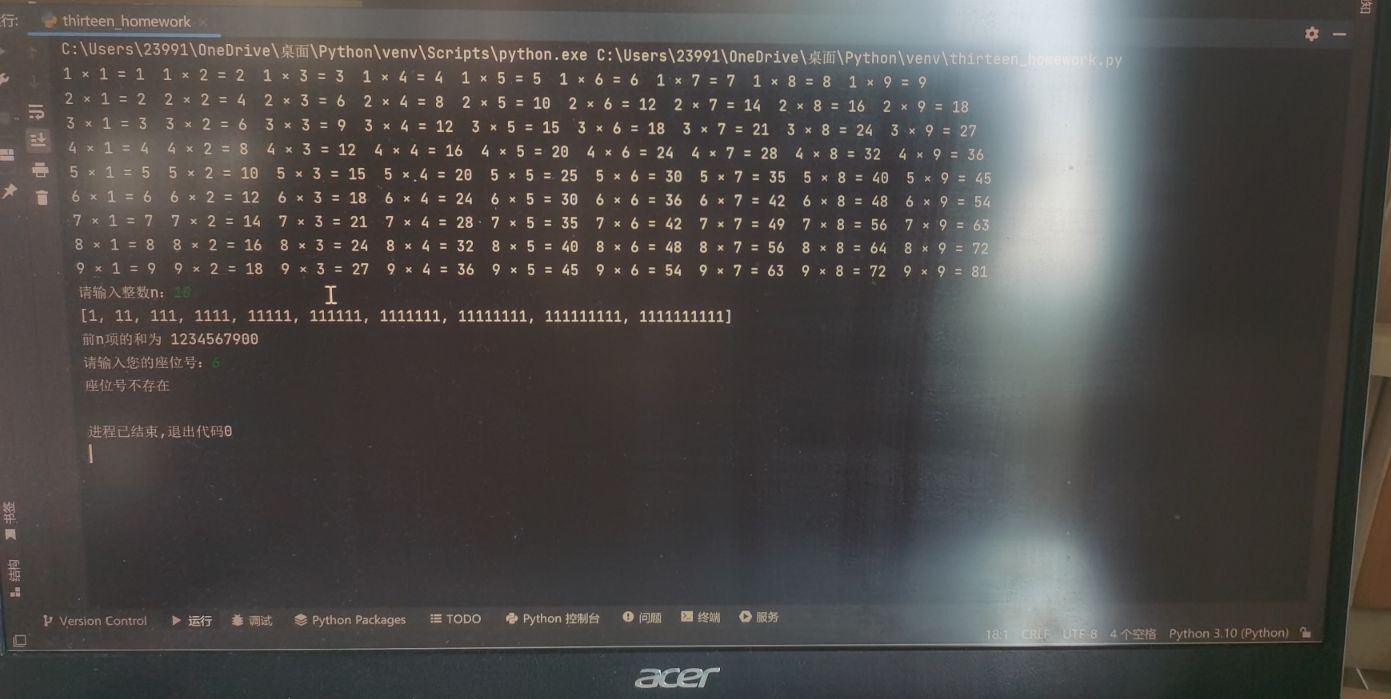 行: thirteen_homework
知
C:\Users\23991\OneDrive\桌面\Python\venv\Scripts\python.exe C:\Users\23991\OneDrive\桌面\Python\venv\thirteen_homework.py
1 × 1 = 1 1 × 2 = 2 1 × 3 = 3 1 × 4 = 4 1 × 5 = 5 1 × 6 = 6 1 × 7 = 7 1 × 8 = 8 1 × 9 = 9
2 × 1 = 2 2 × 2 = 4 2 × 3 = 6 2 × 4 = 8 2 × 5 = 10 2 × 6 = 12 2 × 7 = 14 2 × 8 = 16 2 × 9 = 18
3 × 1 = 3 3 × 2 = 6 3 × 3 = 9 3 × 4 = 12 3 × 5 = 15 3 × 6 = 18 3 × 7 = 21 3 × 8 = 24 3 × 9 = 27
4 × 1 = 4 4 × 2 = 8 4 × 3 = 12 4 × 4 = 16 4 × 5 = 20 4 × 6 = 24 4 × 7 = 28 4 × 8 = 32 4 × 9 = 36
5 × 1 = 5 5 × 2 = 10 5 × 3 = 15 5 × 4 = 20 5 × 5 = 25 5 × 6 = 30 5 × 7 = 35 5 × 8 = 40 5 × 9 = 45
6 × 1 = 6 6 × 2 = 12 6 × 3 = 18 6 × 4 = 24 6 × 5 = 30 6 × 6 = 36 6 × 7 = 42 6 × 8 = 48 6 × 9 = 54
7 × 1 = 7 7 × 2 = 14 7 × 3 = 21 7 × 4 = 28 7 × 5 = 35 7 × 6 = 42 7 × 7 = 49 7 × 8 = 56 7 × 9 = 63
8 × 1 = 8 8 × 2 = 16 8 × 3 = 24 8 × 4 = 32 8 × 5 = 40 8 × 6 = 48 8 × 7 = 56 8 × 8 = 64 8 × 9 = 72
9 × 1 = 9 9 × 2 = 18 9 × 3 = 27 9 × 4 = 36 9 × 5 = 45 9 × 6 = 54 9 × 7 = 63 9 × 8 = 72 9 × 9 = 81
请输入整数n: 10
[1, 11, 111, 1111, 11111, 111111, 1111111, 11111111, 111111111, 1111111111]
前n项的和为 1234567900
请输入您的座位号: 6
座位号不存在
进程已结束,退出代码0
书签
结构
Version Control 运行 调试 Python Packages TODO Python 控制台 问题 终端 服务
18:1 CRLF UTF-8 4 个空格 Python 3.10 (Python)
acer